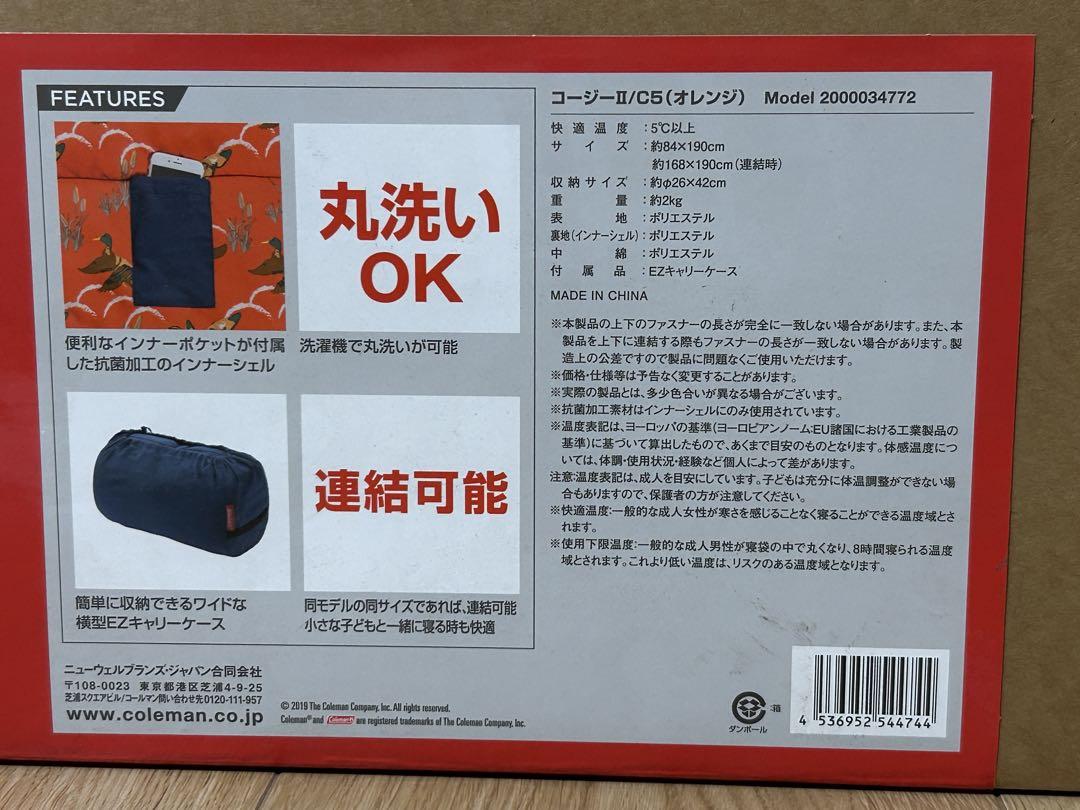 FEATURES
丸洗い
OK
便利なインナーポケットが付属
した抗菌加工のインナーシェル
洗濯機で丸洗いが可能
連結可能
簡単に収納できるワイドな
横型EZキャリーケース
同モデルの同サイズであれば、連結可能
小さな子どもと一緒に寝る時も快適
ニューウェルブランズ・ジャパン合同会社
〒108-0023 東京都港区芝浦4-9-25
芝浦スクエアビル/コールマン問い合わせ先0120-111-957
www.coleman.co.jp
© 2019 The Coleman Company, Inc. All rights reserved.
Coleman® and Coleman are registered trademarks of The Coleman Company, Inc.
コージーII/C5(オレンジ) Model 2000034772
快適温度:5℃以上
サイズ:約84×190cm
約168×190cm(連結時)
収納サイズ:約φ26×42cm
重量:約2kg
表地:ポリエステル
裏地(インナーシェル):ポリエステル
中綿:ポリエステル
付属品:EZキャリーケース
MADE IN CHINA
※本製品の上下のファスナーの長さが完全に一致しない場合があります。また、本
製品を上下に連結する際もファスナーの長さが一致しない場合があります。製
造上の公差ですので製品に問題なくご使用いただけます。
※価格・仕様等は予告なく変更することがあります。
※実際の製品とは、多少色合いが異なる場合がございます。
※抗菌加工素材はインナーシェルにのみ使用されています。
※温度表記は、ヨーロッパの基準(ヨーロピアンノーム:EU諸国における工業製品の
基準)に基づいて算出したもので、あくまで目安のものとなります。体感温度につい
ては、体調・使用状況・経験など個人によって差があります。
注意:温度表記は、成人を目安にしています。子どもは充分に体温調整ができない場
合もありますので、保護者の方が注意してください。
※快適温度:一般的な成人女性が寒さを感じることなく寝ることができる温度域とさ
れます。
※使用下限温度:一般的な成人男性が寝袋の中で丸くなり、8時間寝られる温度
域とされます。これより低い温度は、リスクのある温度域となります。
ダンボール
:箱
4 536952 544744